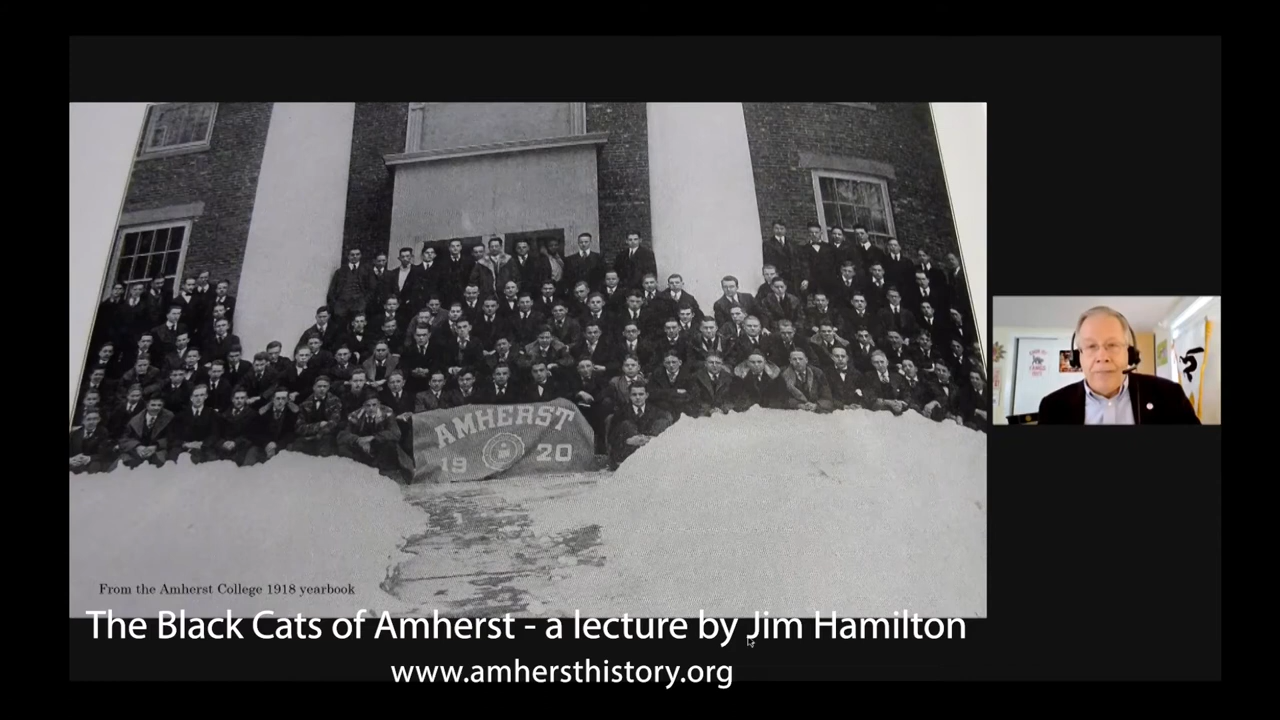 AMHERST
19 20
From the Amherst College 1918 yearbook
The Black Cats of Amherst - a lecture by Jim Hamilton
www.amhersthistory.org